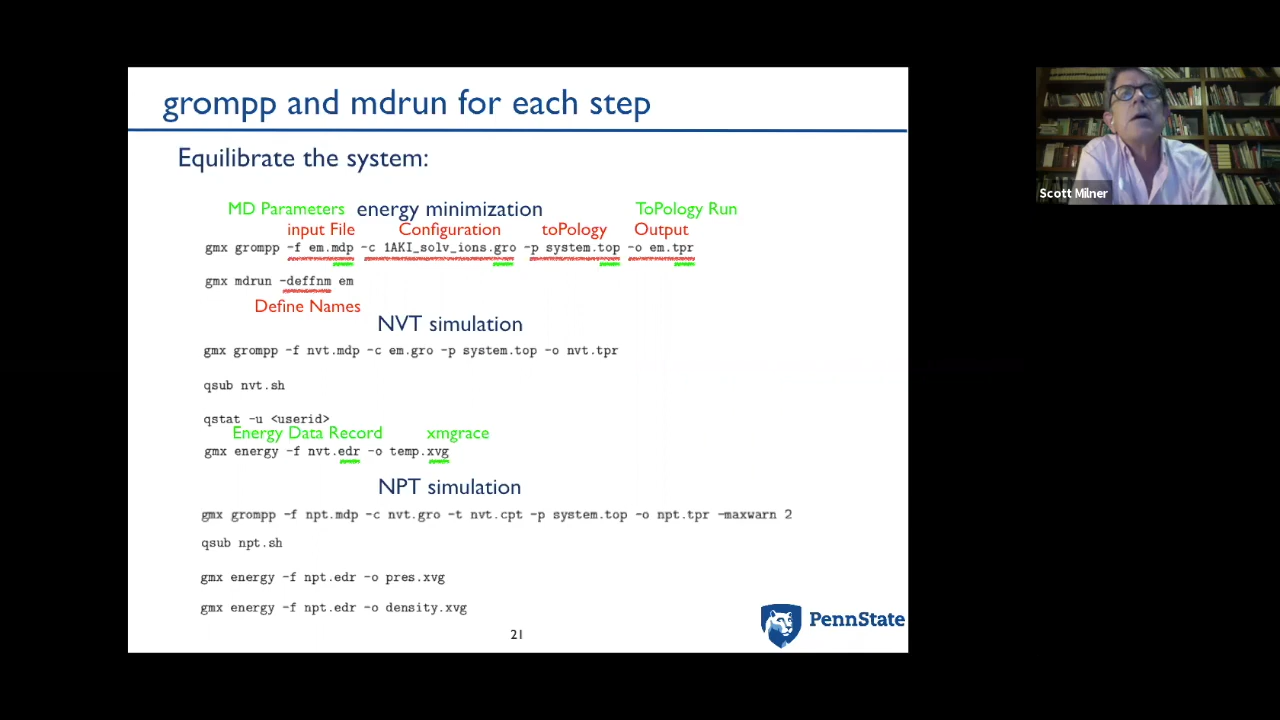 grompp and mdrun for each step
Equilibrate the system:
MD Parameters energy minimization ToPology Run
input File Configuration toPology Output
gmx grompp -f em.mdp -c 1AKI_solv_ions.gro -p system.top -o em.tpr
gmx mdrun -deffnm em
Define Names
NVT simulation
gmx grompp -f nvt.mdp -c em.gro -p system.top -o nvt.tpr
qsub nvt.sh
qstat -u <userid>
Energy Data Record xmgrace
gmx energy -f nvt.edr -o temp.xvg
NPT simulation
gmx grompp -f npt.mdp -c nvt.gro -t nvt.cpt -p system.top -o npt.tpr -maxwarn 2
qsub npt.sh
gmx energy -f npt.edr -o pres.xvg
gmx energy -f npt.edr -o density.xvg
21
PennState
Scott Milner